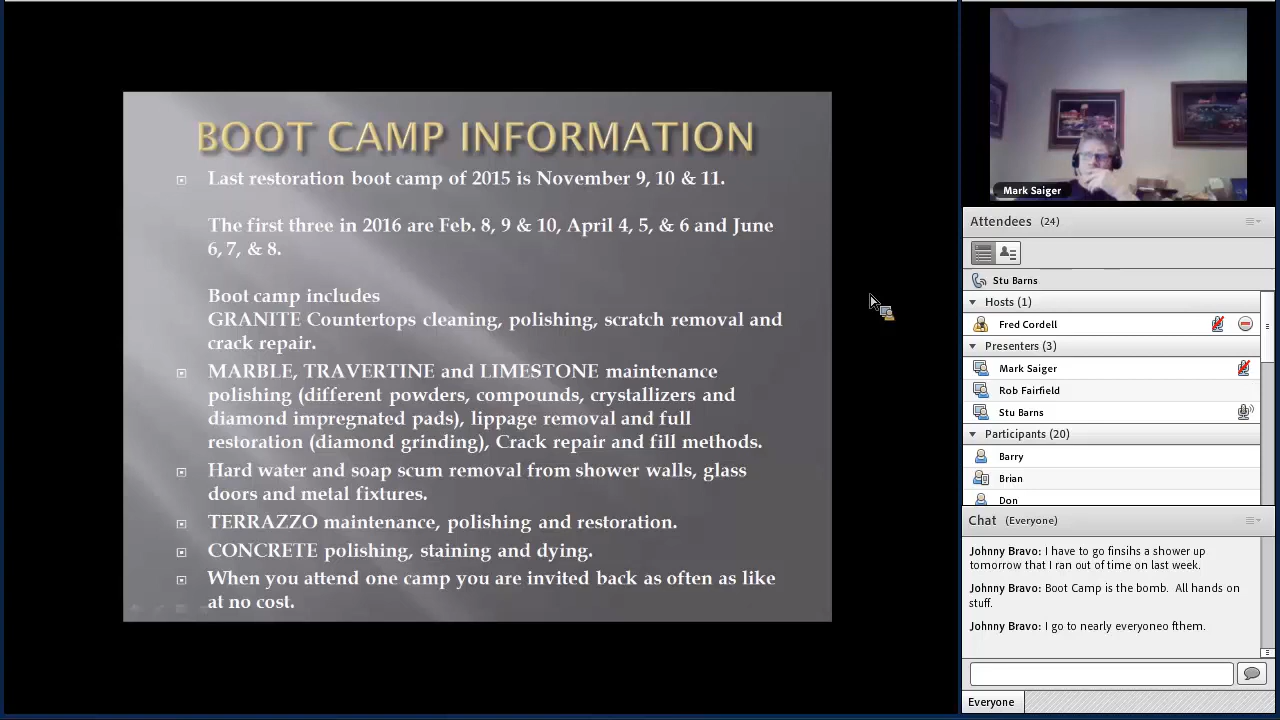 BOOT CAMP INFORMATION
Last restoration boot camp of 2015 is November 9, 10 & 11.
The first three in 2016 are Feb. 8, 9 & 10, April 4, 5, & 6 and June
6, 7, & 8.
Boot camp includes
GRANITE Countertops cleaning, polishing, scratch removal and
crack repair.
MARBLE, TRAVERTINE and LIMESTONE maintenance
polishing (different powders, compounds, crystallizers and
diamond impregnated pads), lippage removal and full
restoration (diamond grinding), Crack repair and fill methods.
Hard water and soap scum removal from shower walls, glass
doors and metal fixtures.
TERRAZZO maintenance, polishing and restoration.
CONCRETE polishing, staining and dying.
When you attend one camp you are invited back as often as like
at no cost.
Mark Saiger
Attendees (24)
Stu Barns
Hosts (1)
Fred Cordell
Presenters (3)
Mark Saiger
Rob Fairfield
Stu Barns
Participants (20)
Barry
Brian
Don
Chat (Everyone)
Johnny Bravo: I have to go finsihs a shower up
tomorrow that I ran out of time on last week.
Johnny Bravo: Boot Camp is the bomb.  All hands on
stuff.
Johnny Bravo: I go to nearly everyoneo fthem.
Everyone